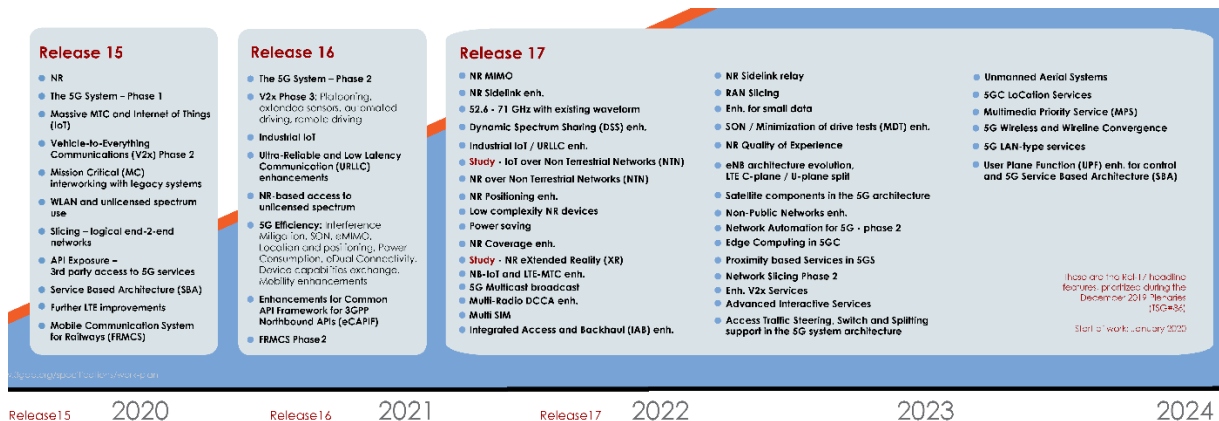 Release 15
NR
The 5G System – Phase 1
Massive MTC and Internet of Things
(IoT)
Vehicle-to-Everything
Communications (V2x) Phase 2
Mission Critical (MC)
interworking with legacy systems
WLAN and unlicensed spectrum
use
Slicing – logical end-2-end
networks
API Exposure –
3rd party access to 5G services
Service Based Architecture (SBA)
Further LTE improvements
Mobile Communication System
for Railways (FRMCS)
Release 16
The 5G System – Phase 2
V2x Phase 3: Platooning,
extended sensors, automated
driving, remote driving
Industrial IoT
Ultra-Reliable and Low Latency
Communication (URLLC)
enhancements
NR-based access to
unlicensed spectrum
5G Efficiency: Interference
Mitigation, SON, eMIMO,
Location and positioning, Power
Consumption, eDual Connectivity,
Device capabilities exchange,
Mobility enhancements
Enhancements for Common
API Framework for 3GPP
Northbound APIs (eCAPIF)
FRMCS Phase2
Release 17
NR MIMO
NR Sidelink enh.
52.6 - 71 GHz with existing waveform
Dynamic Spectrum Sharing (DSS) enh.
Industrial IoT / URLLC enh.
Study - IoT over Non Terrestrial Networks (NTN)
NR over Non Terrestrial Networks (NTN)
NR Positioning enh.
Low complexity NR devices
Power saving
NR Coverage enh.
Study - NR eXtended Reality (XR)
NB-IoT and LTE-MTC enh.
5G Multicast broadcast
Multi-Radio DCCA enh.
Multi SIM
Integrated Access and Backhaul (IAB) enh.
NR Sidelink relay
RAN Slicing
Enh. for small data
SON / Minimization of drive tests (MDT) enh.
NR Quality of Experience
eNB architecture evolution,
LTE C-plane / U-plane split
Satellite components in the 5G architecture
Non-Public Networks enh.
Network Automation for 5G - phase 2
Edge Computing in 5GC
Proximity based Services in 5GS
Network Slicing Phase 2
Enh. V2x Services
Advanced Interactive Services
Access Traffic Steering, Switch and Splitting
support in the 5G system architecture
Unmanned Aerial Systems
5GC LoCation Services
Multimedia Priority Service (MPS)
5G Wireless and Wireline Convergence
5G LAN-type services
User Plane Function (UPF) enh. for control
and 5G Service Based Architecture (SBA)
These are the Rel-17 headline
features, prioritized during the
December 2019 Plenaries
(TSG#86)
Start of work: January 2020
3gpp.org/specifications/work-plan
Release15
2020
Release16
2021
Release17
2022
2023
2024